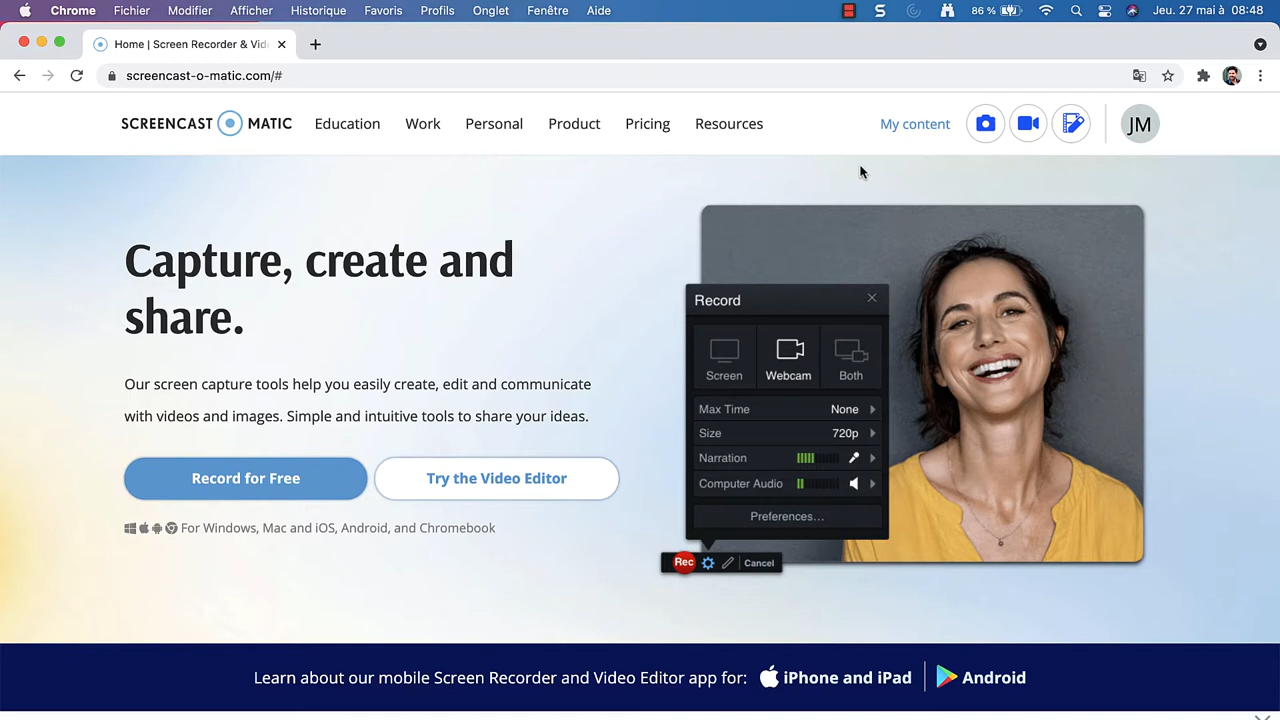 Chrome Fichier Modifier Afficher Historique Favoris Profils Onglet Fenêtre Aide 86 % Jeu. 27 mai à 08:48
Home | Screen Recorder & Vid
screencast-o-matic.com/#
SCREENCAST MATIC Education Work Personal Product Pricing Resources My content JM
Capture, create and
share.
Our screen capture tools help you easily create, edit and communicate
with videos and images. Simple and intuitive tools to share your ideas.
Record for Free Try the Video Editor
For Windows, Mac and iOS, Android, and Chromebook
Record
Screen Webcam Both
Max Time None
Size 720p
Narration
Computer Audio
Preferences...
Rec Cancel
Learn about our mobile Screen Recorder and Video Editor app for: iPhone and iPad Android